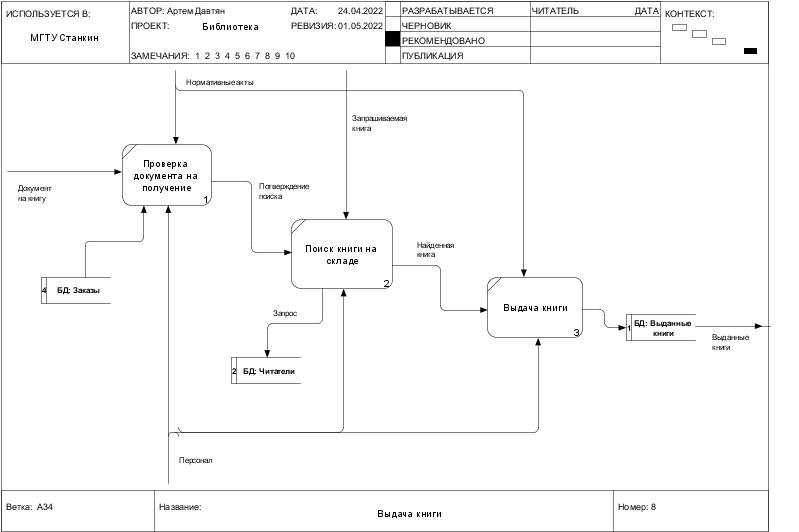 ИСПОЛЬЗУЕТСЯ В:
МГТУ Станкин
АВТОР: Артем Давтян
ДАТА: 24.04.2022
ПРОЕКТ: Библиотека
РЕВИЗИЯ: 01.05.2022
ЗАМЕЧАНИЯ: 1 2 3 4 5 6 7 8 9 10
РАЗРАБАТЫВАЕТСЯ
ЧЕРНОВИК
РЕКОМЕНДОВАНО
ПУБЛИКАЦИЯ
ЧИТАТЕЛЬ
ДАТА
КОНТЕКСТ:
Нормативные акты
Запрашиваемая
книга
Проверка
документа на
получение
1
Документ
на книгу
Потверждение
поиска
Поиск книги на
складе
2
Найденная
книга
4
БД: Заказы
Выдача книги
3
Запрос
1
БД: Выданные
книги
Выданные
книги
2
БД: Читатели
Персонал
Ветка: A34
Название:
Выдача книги
Номер: 8